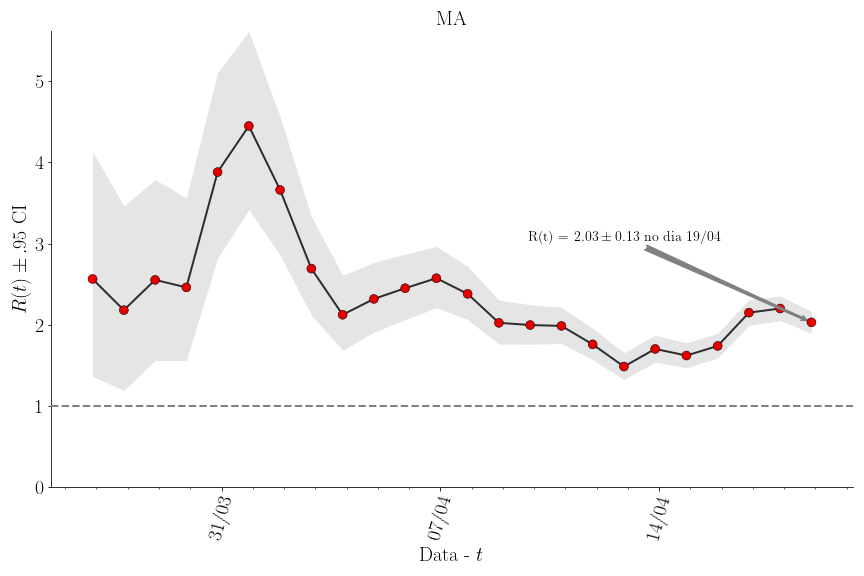 MA
R(t) ± .95 CI
5
4
3
2
1
0
R(t) = 2.03 ± 0.13 no dia 19/04
31/03
07/04
14/04
Data - t